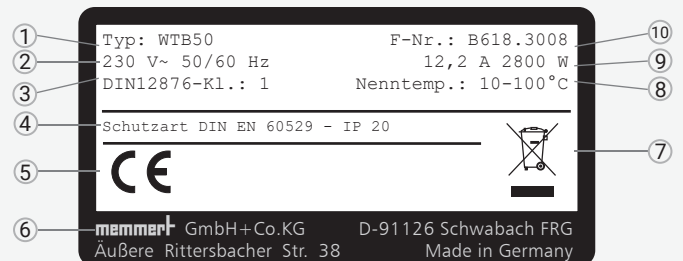 ① Typ: WTB50 F-Nr.: B618.3008 ⑩
② 230 V~ 50/60 Hz 12,2 A 2800 W ⑨
③ DIN12876-Kl.: 1 Nenntemp.: 10-100°C ⑧
④ Schutzart DIN EN 60529 - IP 20
⑤ CE ⑦
⑥ memmert GmbH+Co.KG D-91126 Schwabach FRG
Äußere Rittersbacher Str. 38 Made in Germany